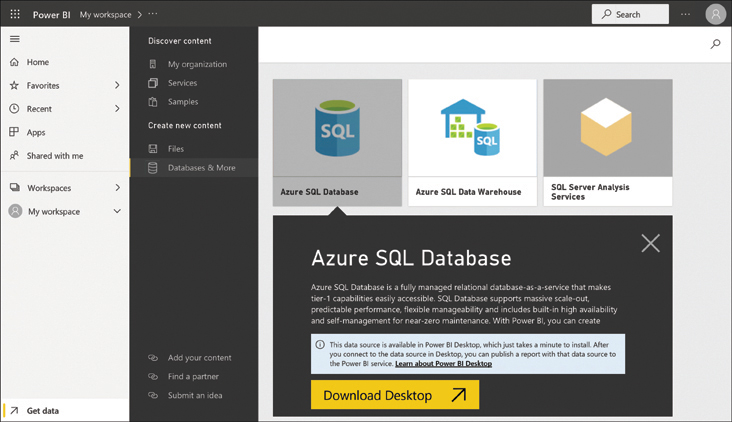 Power BI My workspace > ...
Search ...
Home
Favorites
Recent
Apps
Shared with me
Workspaces
My workspace
Get data
Discover content
My organization
Services
Samples
Create new content
Files
Databases & More
Add your content
Find a partner
Submit an idea
SQL
Azure SQL Database
SQL
Azure SQL Data Warehouse
SQL Server Analysis
Services
Azure SQL Database
Azure SQL Database is a fully managed relational database-as-a-service that makes
tier-1 capabilities easily accessible. SQL Database supports massive scale-out,
predictable performance, flexible manageability and includes built-in high availability
and self-management for near-zero maintenance. With Power BI, you can create
This data source is available in Power BI Desktop, which just takes a minute to install. After
you connect to the data source in Desktop, you can publish a report with that data source to
the Power BI service. Learn about Power BI Desktop
Download Desktop